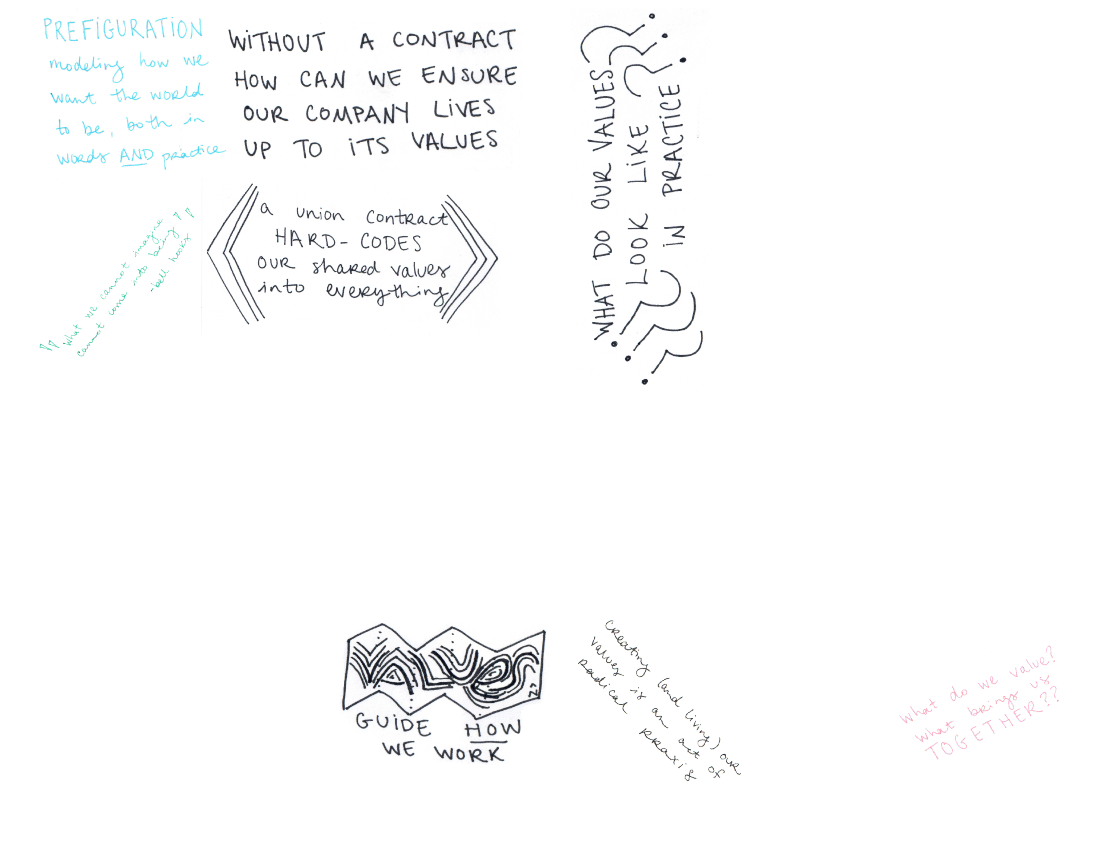 PREFiGURATiON
modeling how we
want the world
to be, both in
words AND practice
WiTHOUT A CONTRACT
HOW CAN WE ENSURE
OUR COMPANY LiVES
UP TO iTS VALUES
a union contract
HARD-CODES
OUR shared values
into everything
"what we cannot imagine
cannot come into being"
-bell hooks
WHAT DO OUR VALUES
LOOK LiKE
iN PRACTiCE
???
???
VALUES
GUiDE HOW
WE WORK
creating (and living) our
values is an act of
radical praxis
what do we value?
what brings us
TOGETHER??